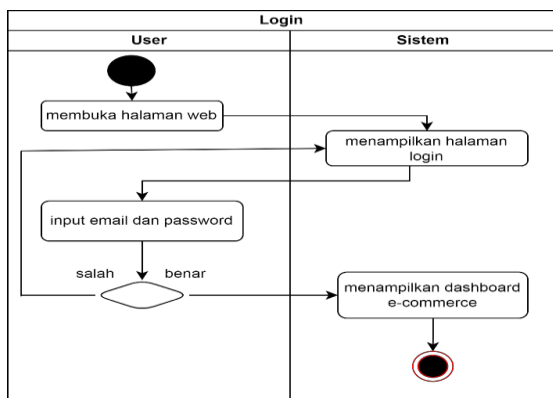 Login
User
Sistem
membuka halaman web
menampilkan halaman
login
input email dan password
salah
benar
menampilkan dashboard
e-commerce